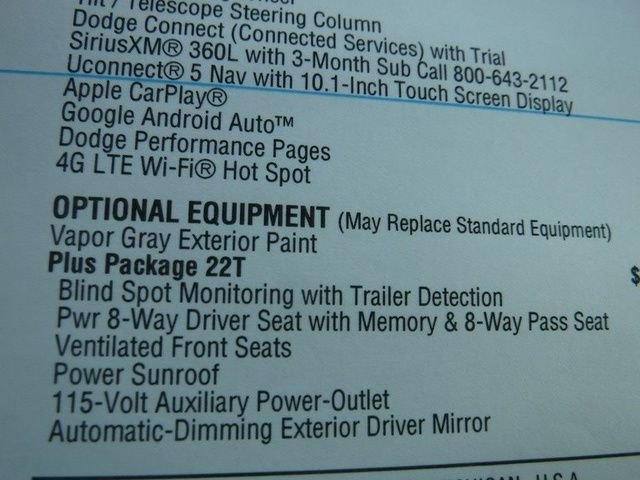 Tilt / Telescope Steering Column
Dodge Connect (Connected Services) with Trial
SiriusXM® 360L with 3-Month Sub Call 800-643-2112
Uconnect® 5 Nav with 10.1-Inch Touch Screen Display
Apple CarPlay®
Google Android Auto™
Dodge Performance Pages
4G LTE Wi-Fi® Hot Spot
OPTIONAL EQUIPMENT (May Replace Standard Equipment)
Vapor Gray Exterior Paint
Plus Package 22T
$
Blind Spot Monitoring with Trailer Detection
Pwr 8-Way Driver Seat with Memory & 8-Way Pass Seat
Ventilated Front Seats
Power Sunroof
115-Volt Auxiliary Power-Outlet
Automatic-Dimming Exterior Driver Mirror
U.S.A.